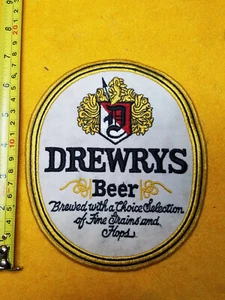 D
DREWRYS
Beer
Brewed with a Choice Selection
of Fine Grains and
Hops